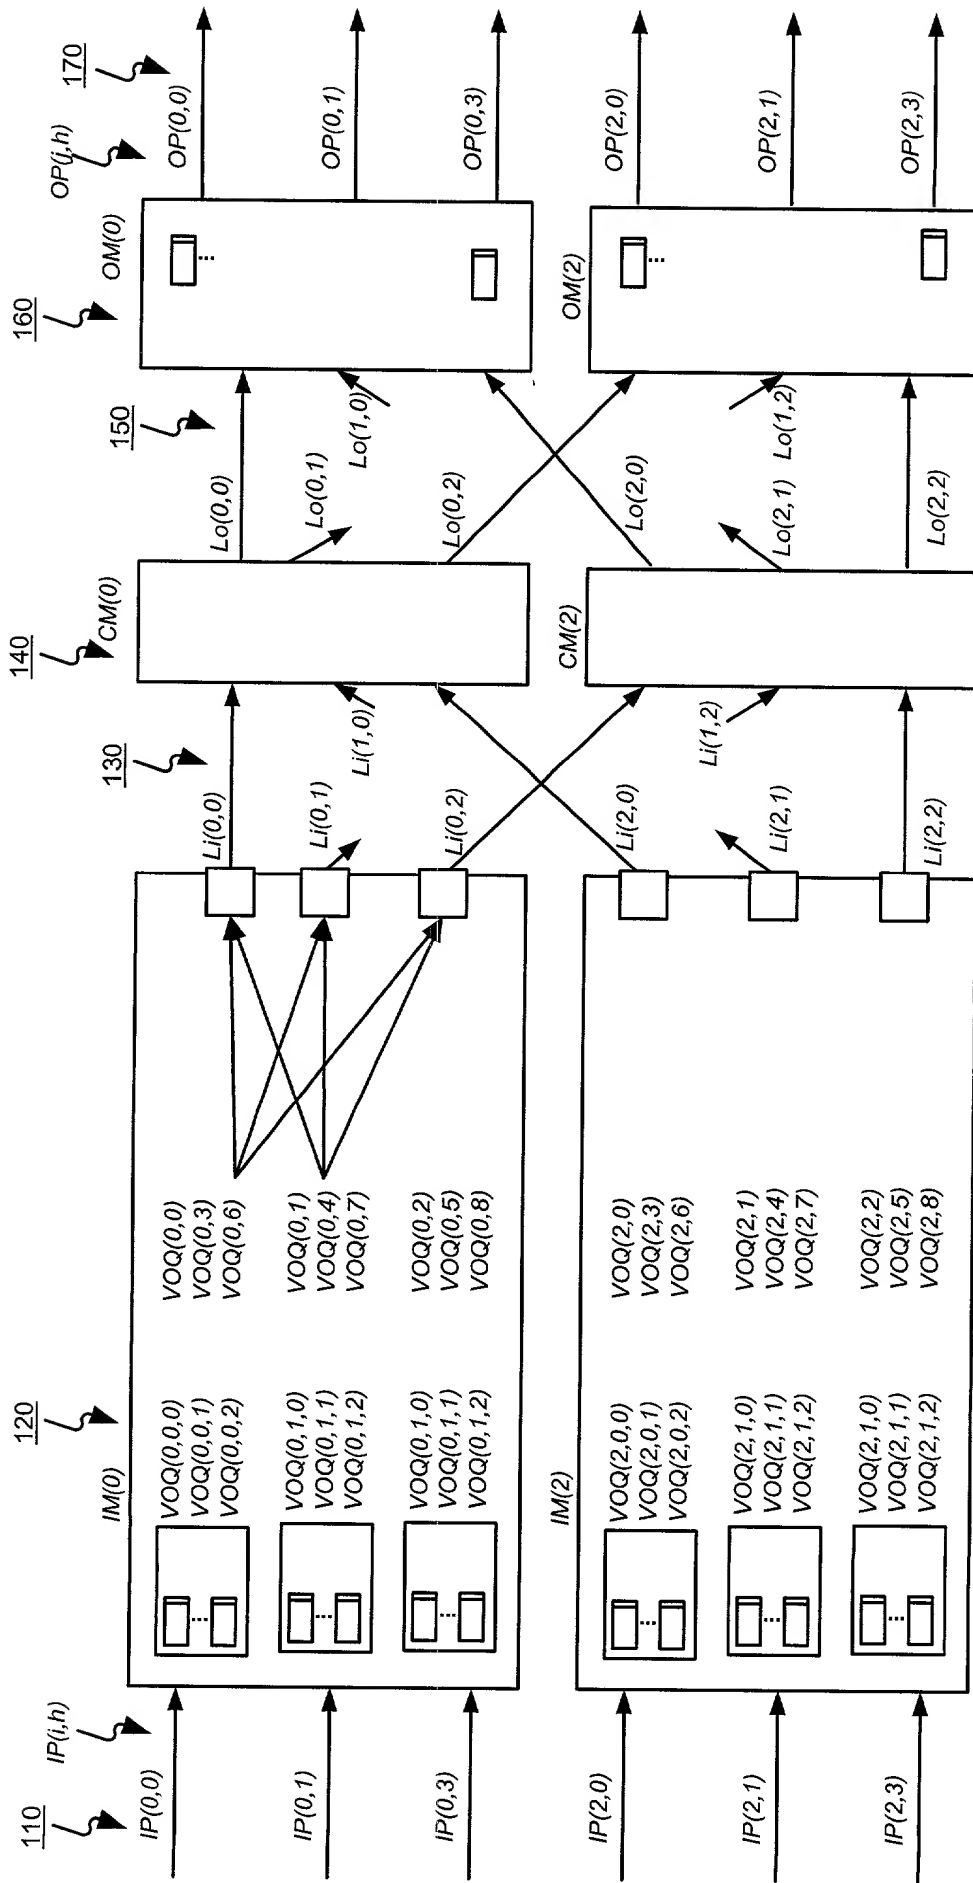 110
IP(i,h)
120
130
140
150
160
OP(j,h)
170
IM(0)
CM(0)
OM(0)
IP(0,0)
VOQ(0,0,0)
VOQ(0,0,1)
VOQ(0,0,2)
VOQ(0,0)
VOQ(0,3)
VOQ(0,6)
Li(0,0)
Lo(0,0)
OP(0,0)
IP(0,1)
VOQ(0,1,0)
VOQ(0,1,1)
VOQ(0,1,2)
VOQ(0,1)
VOQ(0,4)
VOQ(0,7)
Li(0,1)
Li(1,0)
Lo(0,1)
Lo(1,0)
OP(0,1)
IP(0,3)
VOQ(0,1,0)
VOQ(0,1,1)
VOQ(0,1,2)
VOQ(0,2)
VOQ(0,5)
VOQ(0,8)
Li(0,2)
Lo(0,2)
OP(0,3)
IM(2)
CM(2)
OM(2)
IP(2,0)
VOQ(2,0,0)
VOQ(2,0,1)
VOQ(2,0,2)
VOQ(2,0)
VOQ(2,3)
VOQ(2,6)
Li(2,0)
Lo(2,0)
OP(2,0)
IP(2,1)
VOQ(2,1,0)
VOQ(2,1,1)
VOQ(2,1,2)
VOQ(2,1)
VOQ(2,4)
VOQ(2,7)
Li(2,1)
Li(1,2)
Lo(2,1)
Lo(1,2)
OP(2,1)
IP(2,3)
VOQ(2,1,0)
VOQ(2,1,1)
VOQ(2,1,2)
VOQ(2,2)
VOQ(2,5)
VOQ(2,8)
Li(2,2)
Lo(2,2)
OP(2,3)